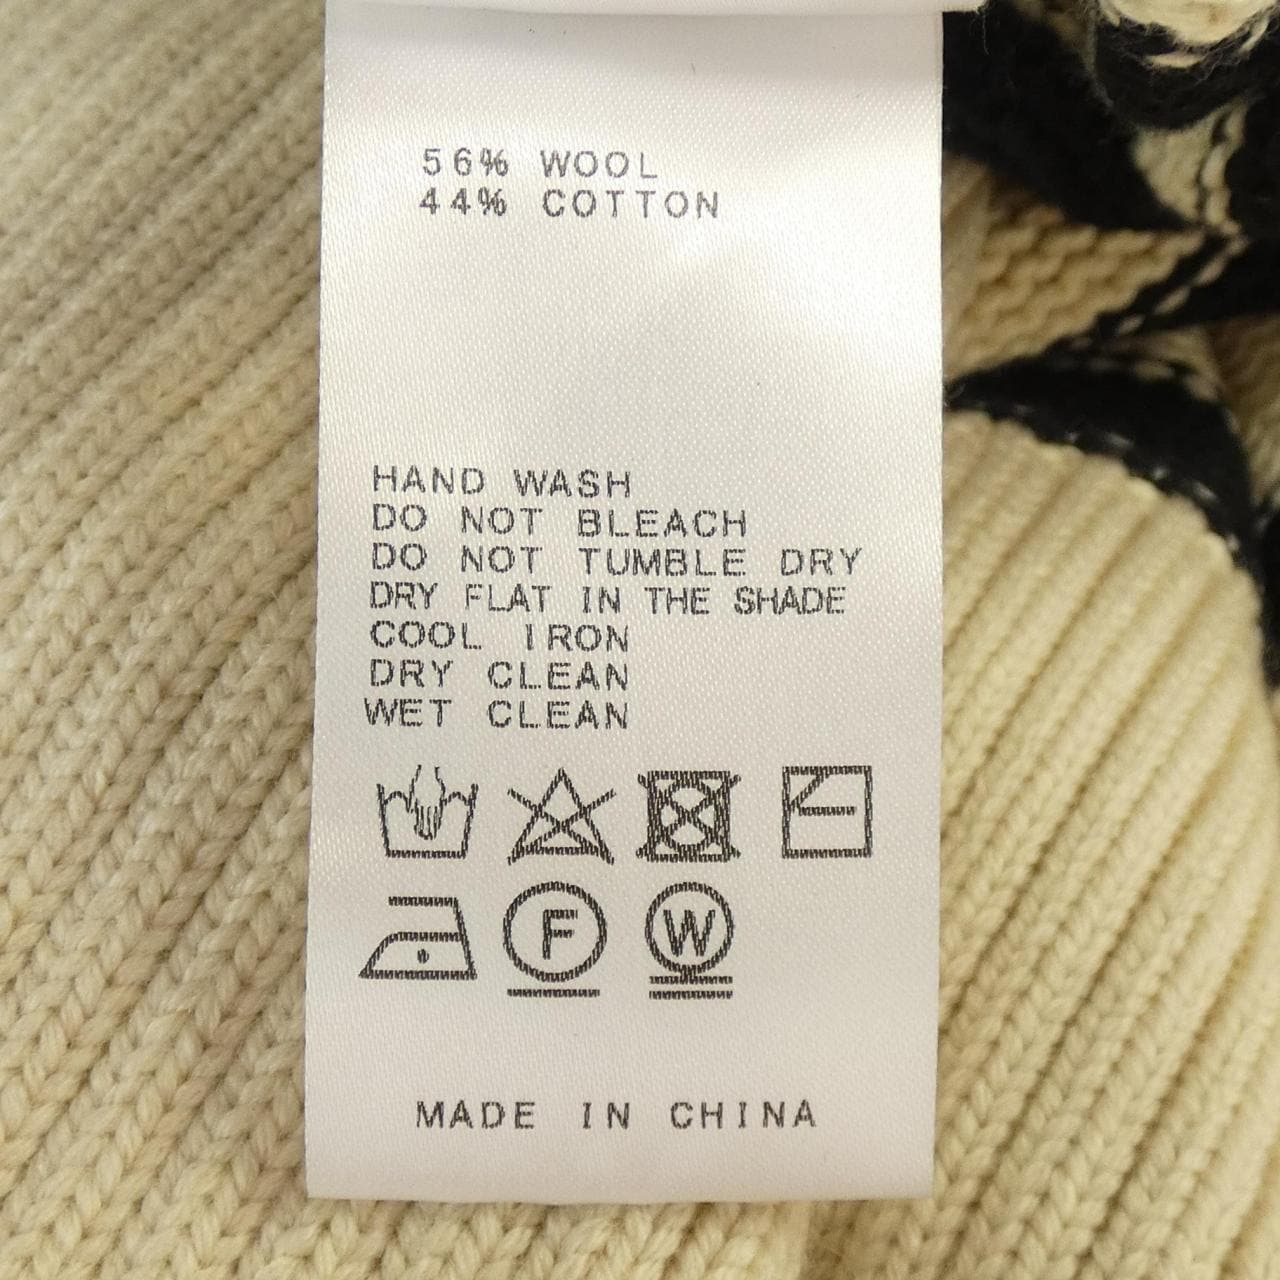 56% WOOL
44% COTTON
HAND WASH
DO NOT BLEACH
DO NOT TUMBLE DRY
DRY FLAT IN THE SHADE
COOL IRON
DRY CLEAN
WET CLEAN
F W
MADE IN CHINA